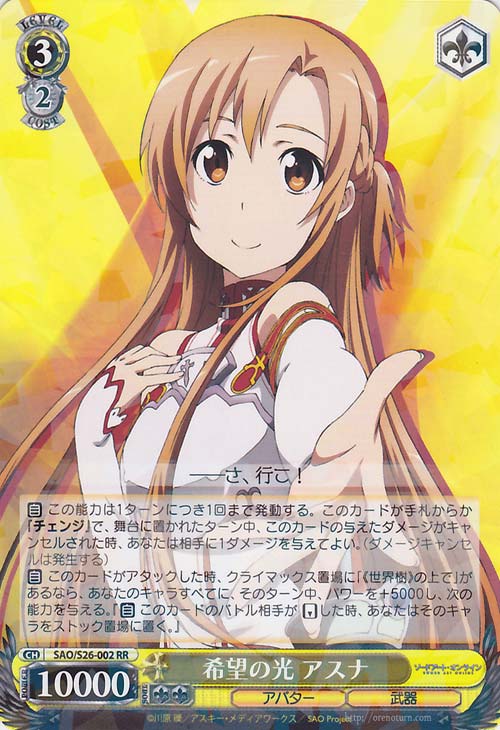 LEVEL
3
2
COST
――さ、行こ！
自 この能力は1ターンにつき1回まで発動する。 このカードが手札からか
『チェンジ』で、舞台に置かれたターン中、このカードの与えたダメージがキャ
ンセルされた時、あなたは相手に1ダメージを与えてよい。（ダメージキャンセ
ルは発生する）
自 このカードがアタックした時、クライマックス置場に「《世界樹》の上で」が
あるなら、あなたのキャラすべてに、そのターン中、パワーを+5000し、次
の能力を与える。『自 このカードのバトル相手が した時、あなたはそのキャ
ラをストック置場に置く。』
CH SAO/S26-002 RR
希望の光 アスナ
ソードアート・オンライン
SWORD ART ONLINE
POWER
10000
SOUL
アバター
武器
©川原 礫／アスキー・メディアワークス／SAO Project
http://orenoturn.com